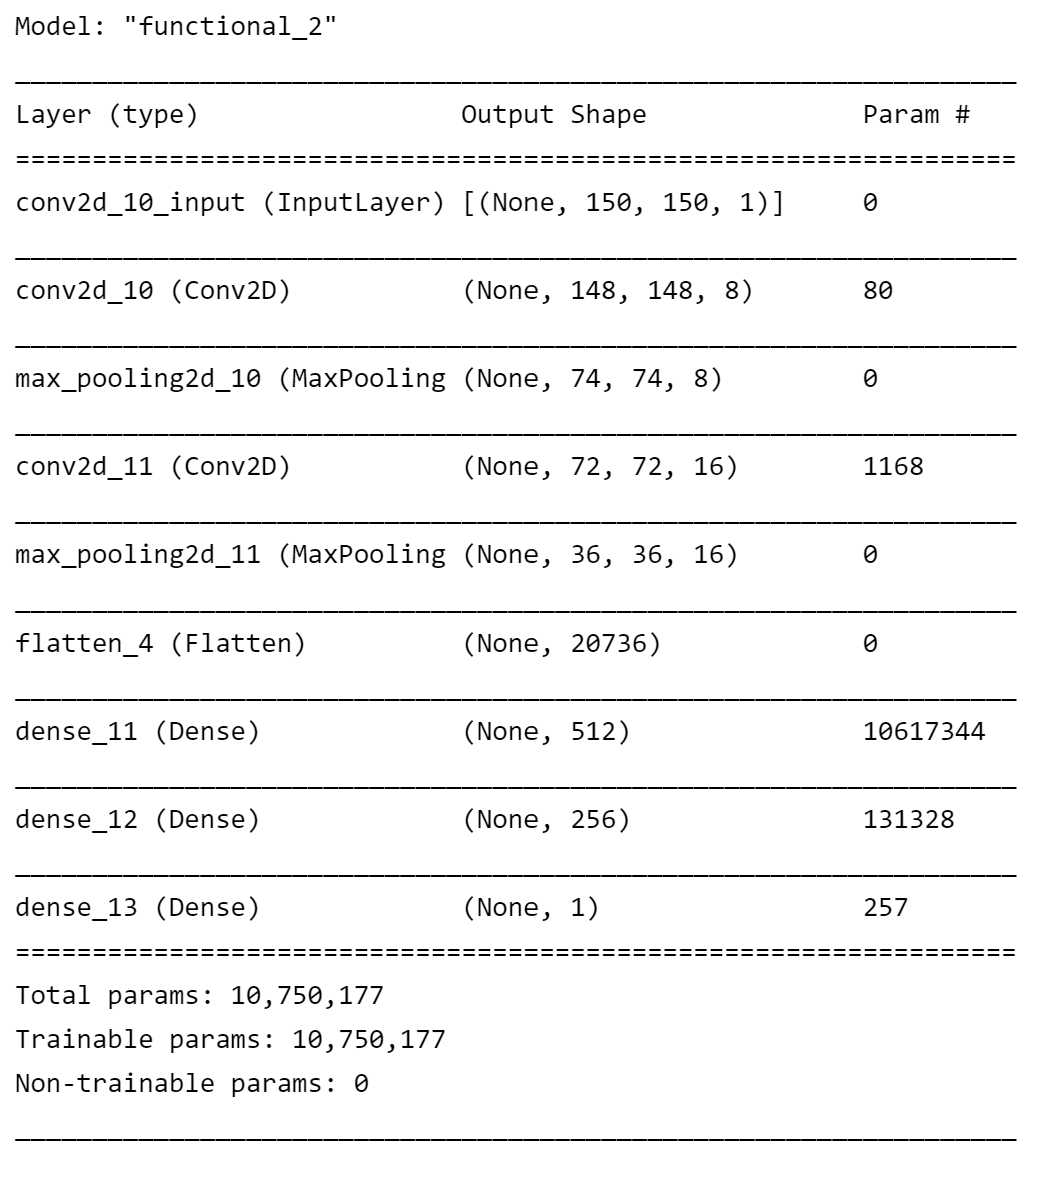 Model: "functional_2"
_________________________________________________________________
Layer (type)                 Output Shape              Param #
=================================================================
conv2d_10_input (InputLayer) [(None, 150, 150, 1)]     0
_________________________________________________________________
conv2d_10 (Conv2D)           (None, 148, 148, 8)       80
_________________________________________________________________
max_pooling2d_10 (MaxPooling (None, 74, 74, 8)         0
_________________________________________________________________
conv2d_11 (Conv2D)           (None, 72, 72, 16)        1168
_________________________________________________________________
max_pooling2d_11 (MaxPooling (None, 36, 36, 16)        0
_________________________________________________________________
flatten_4 (Flatten)          (None, 20736)             0
_________________________________________________________________
dense_11 (Dense)             (None, 512)               10617344
_________________________________________________________________
dense_12 (Dense)             (None, 256)               131328
_________________________________________________________________
dense_13 (Dense)             (None, 1)                 257
=================================================================
Total params: 10,750,177
Trainable params: 10,750,177
Non-trainable params: 0
_________________________________________________________________